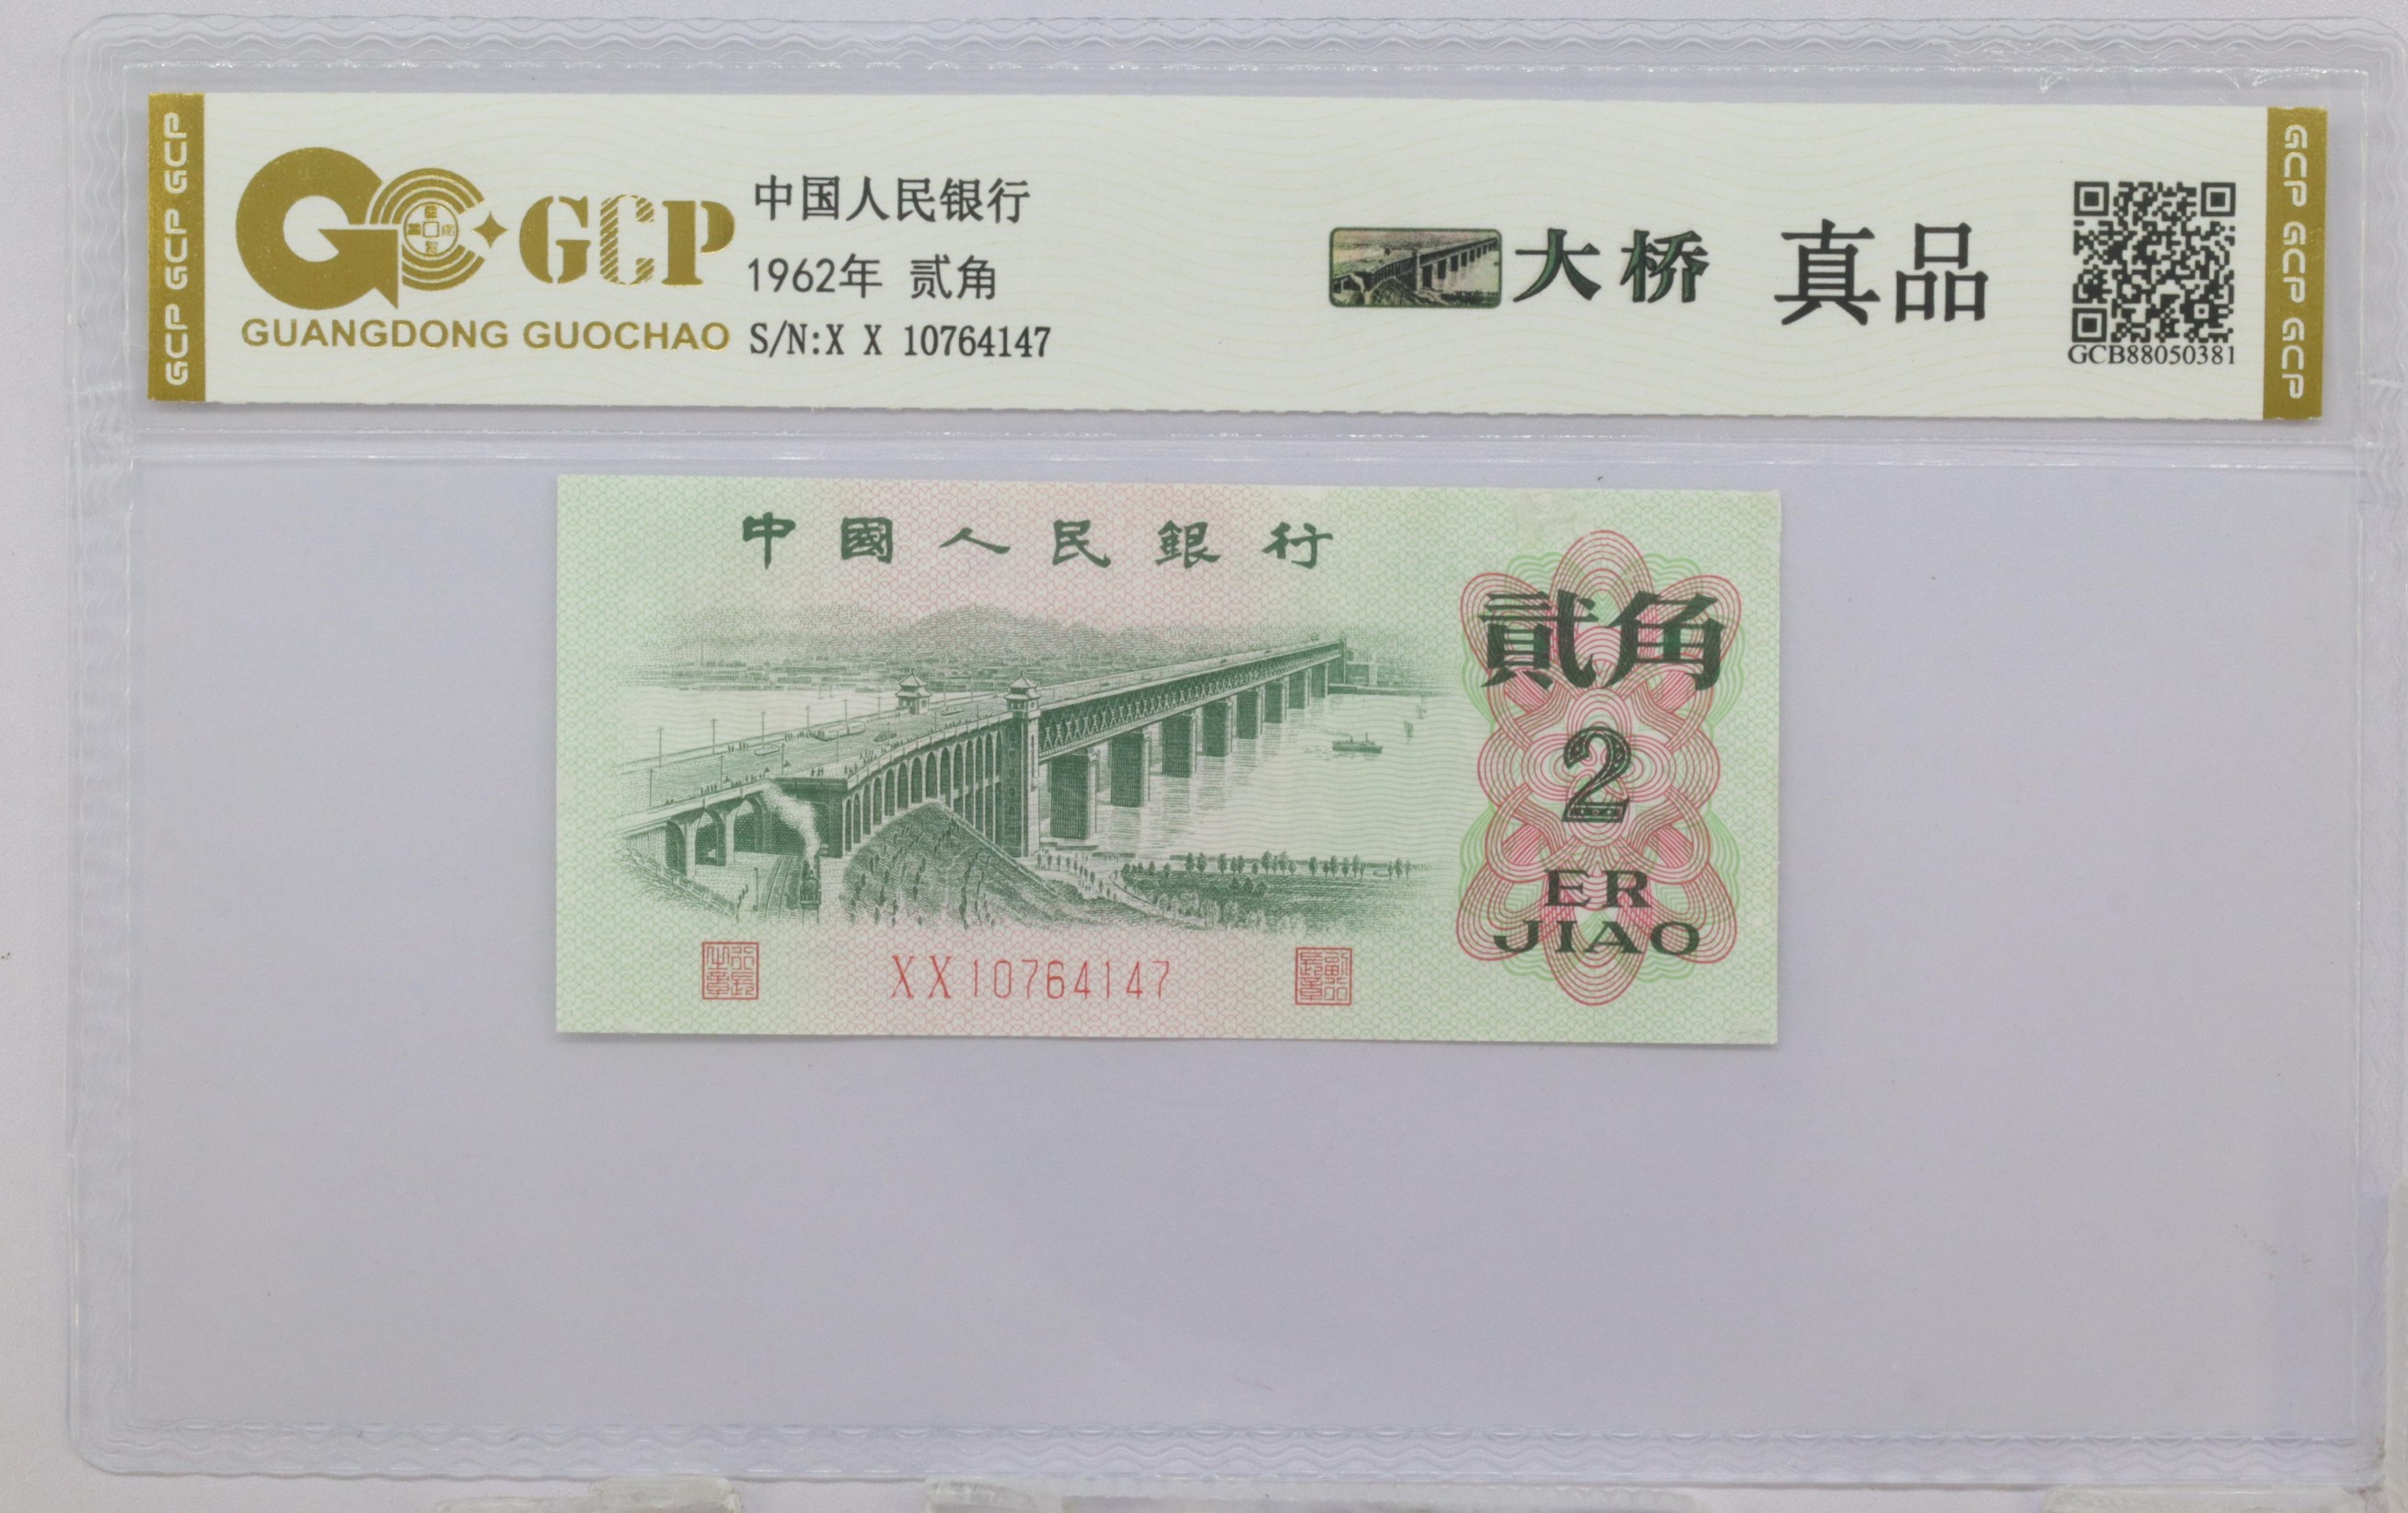 GCP GCP GCP
GCP
GUANGDONG GUOCHAO
中国人民银行
1962年 贰角
S/N:X X 10764147
大桥 真品
GCB88050381
GCP GCP GCP
中國人民銀行
貳角
2
ER
JIAO
XX10764147